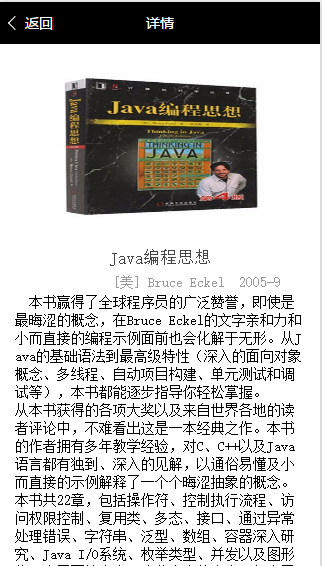 返回
详情
Java编程思想
Java编程思想
Thinking in Java
THINKING IN
JAVA
第4版
Java编程思想
[美] Bruce Eckel 2005-9
本书赢得了全球程序员的广泛赞誉，即使是
最晦涩的概念，在Bruce Eckel的文字亲和力和
小而直接的编程示例面前也会化解于无形。从J
ava的基础语法到最高级特性（深入的面向对象
概念、多线程、自动项目构建、单元测试和调
试等），本书都能逐步指导你轻松掌握。
从本书获得的各项大奖以及来自世界各地的读
者评论中，不难看出这是一本经典之作。本书
的作者拥有多年教学经验，对C、C++以及Java
语言都有独到、深入的见解，以通俗易懂及小
而直接的示例解释了一个个晦涩抽象的概念。
本书共22章，包括操作符、控制执行流程、访
问权限控制、复用类、多态、接口、通过异常
处理错误、字符串、泛型、数组、容器深入研
究、Java I/O系统、枚举类型、并发以及图形